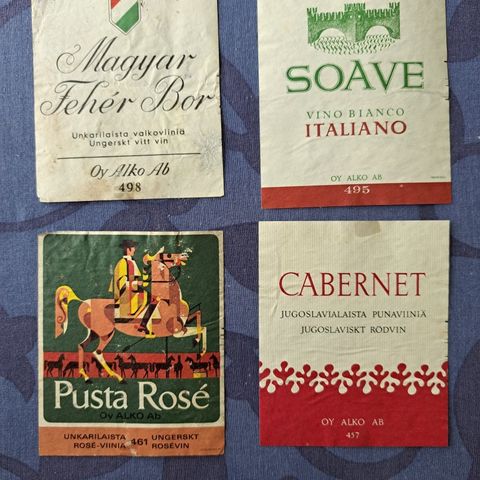 Magyar
Fehér Bor
Unkarilaista valkoviiniä
Ungerskt vitt vin
Oy Alko Ab
498
SOAVE
VINO BIANCO
ITALIANO
OY ALKO AB
495
Pusta Rosé
Oy ALKO Ab
UNKARILAISTA 461 UNGERSKT
ROSÉ-VIINIÄ ROSÉVIN
CABERNET
JUGOSLAVIALAISTA PUNAVIINIÄ
JUGOSLAVISKT RÖDVIN
OY ALKO AB
457